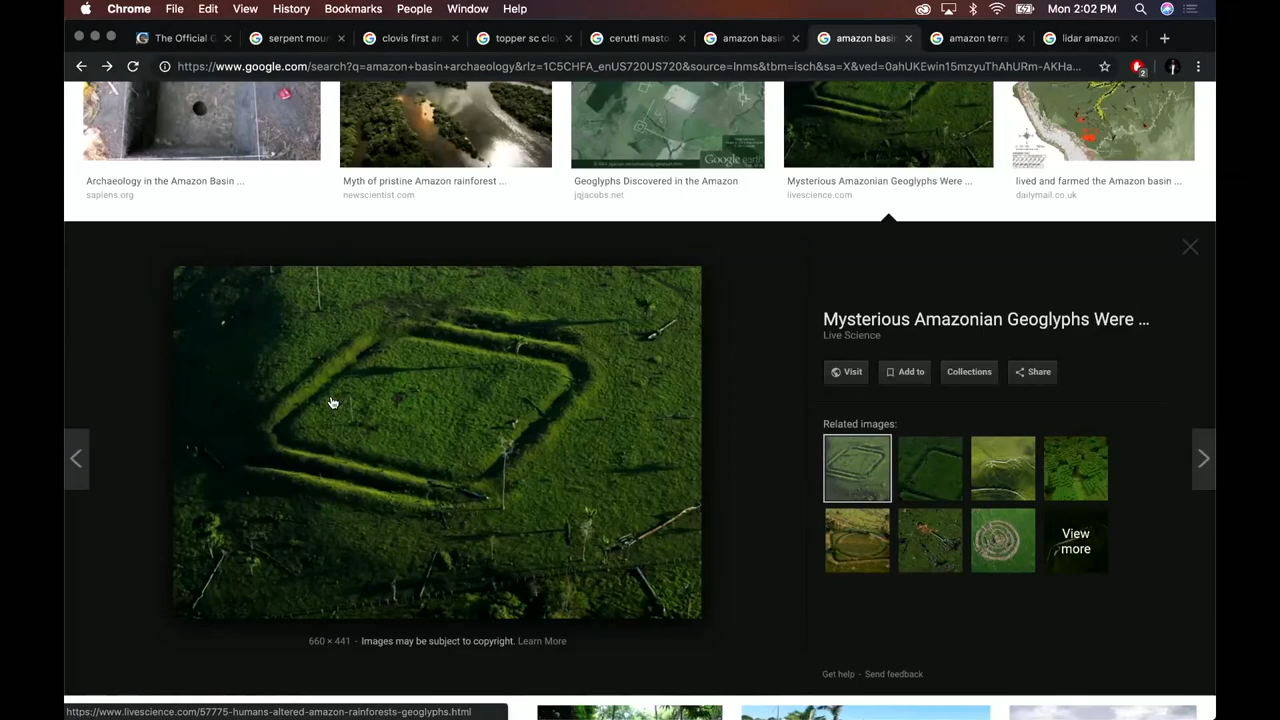 Chrome File Edit View History Bookmarks People Window Help Mon 2:02 PM
The Official G
serpent mou
clovis first an
topper sc clo
cerutti masto
amazon basi
amazon basi
amazon terra
lidar amazon
https://www.google.com/search?q=amazon+basin+archaeology&rlz=1C5CHFA_enUS720US720&source=lnms&tbm=isch&sa=X&ved=0ahUKEwin15mzyuThAhURm-AKHa...
2
Google earth
Archaeology in the Amazon Basin ...
sapiens.org
Myth of pristine Amazon rainforest ...
newscientist.com
Geoglyphs Discovered in the Amazon
jqjacobs.net
Mysterious Amazonian Geoglyphs Were ...
livescience.com
lived and farmed the Amazon basin ...
dailymail.co.uk
Mysterious Amazonian Geoglyphs Were ...
Live Science
Visit
Add to
Collections
Share
Related images:
View more
660 × 441 - Images may be subject to copyright. Learn More
Get help - Send feedback
https://www.livescience.com/57775-humans-altered-amazon-rainforests-geoglyphs.html